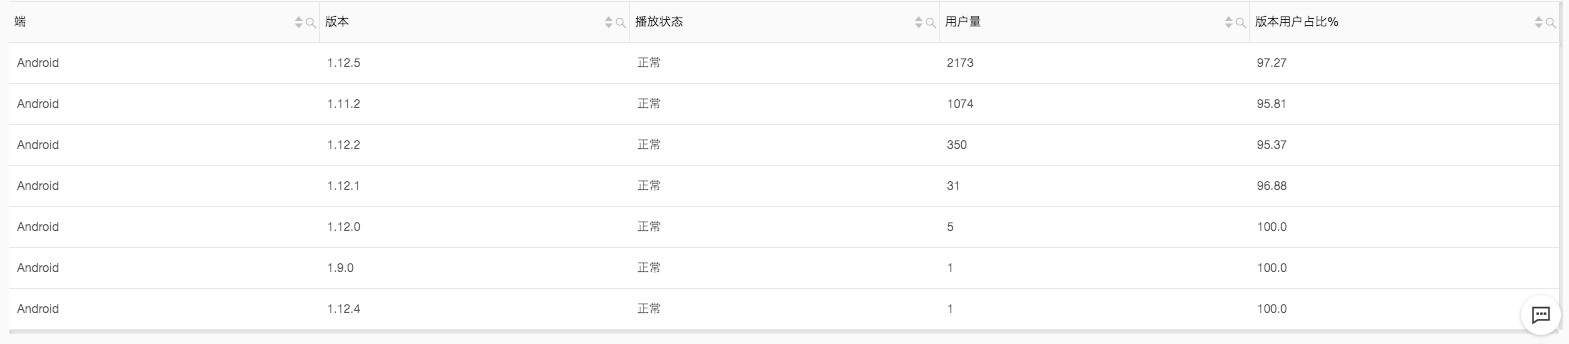 端 版本 播放状态 用户量 版本用户占比%
Android 1.12.5 正常 2173 97.27
Android 1.11.2 正常 1074 95.81
Android 1.12.2 正常 350 95.37
Android 1.12.1 正常 31 96.88
Android 1.12.0 正常 5 100.0
Android 1.9.0 正常 1 100.0
Android 1.12.4 正常 1 100.0